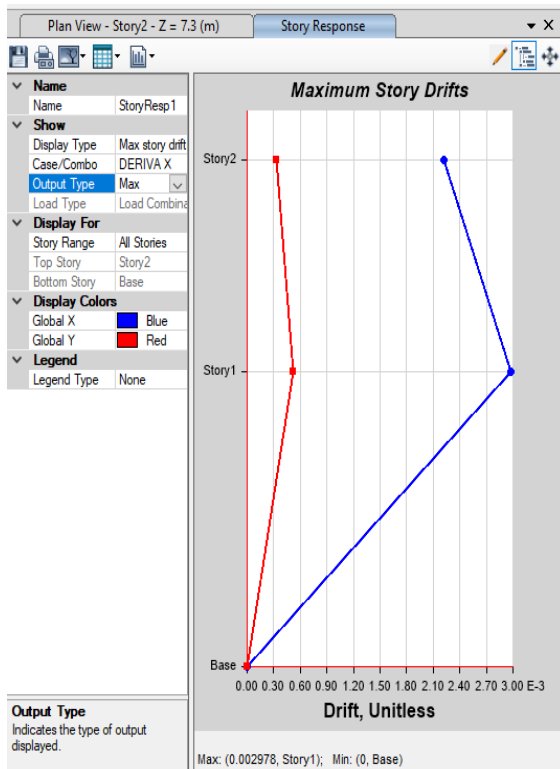 Plan View - Story2 - Z = 7.3 (m)
Story Response
Name
Name StoryResp1
Show
Display Type Max story drift
Case/Combo DERIVA X
Output Type Max
Load Type Load Combina
Display For
Story Range All Stories
Top Story Story2
Bottom Story Base
Display Colors
Global X Blue
Global Y Red
Legend
Legend Type None
Output Type
Indicates the type of output
displayed.
Maximum Story Drifts
Story2
Story1
Base
0.00 0.30 0.60 0.90 1.20 1.50 1.80 2.10 2.40 2.70 3.00 E-3
Drift, Unitless
Max: (0.002978, Story1); Min: (0, Base)